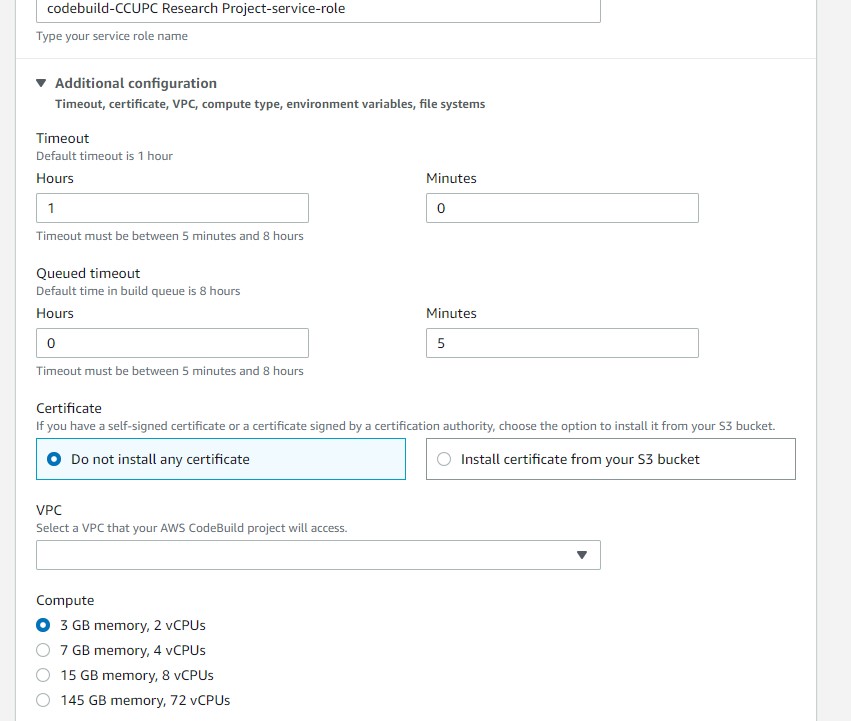 codebuild-CCUPC Research Project-service-role
Type your service role name
Additional configuration
Timeout, certificate, VPC, compute type, environment variables, file systems
Timeout
Default timeout is 1 hour
Hours
Minutes
1
0
Timeout must be between 5 minutes and 8 hours
Queued timeout
Default time in build queue is 8 hours
Hours
Minutes
0
5
Timeout must be between 5 minutes and 8 hours
Certificate
If you have a self-signed certificate or a certificate signed by a certification authority, choose the option to install it from your S3 bucket.
Do not install any certificate
Install certificate from your S3 bucket
VPC
Select a VPC that your AWS CodeBuild project will access.
Compute
3 GB memory, 2 vCPUs
7 GB memory, 4 vCPUs
15 GB memory, 8 vCPUs
145 GB memory, 72 vCPUs